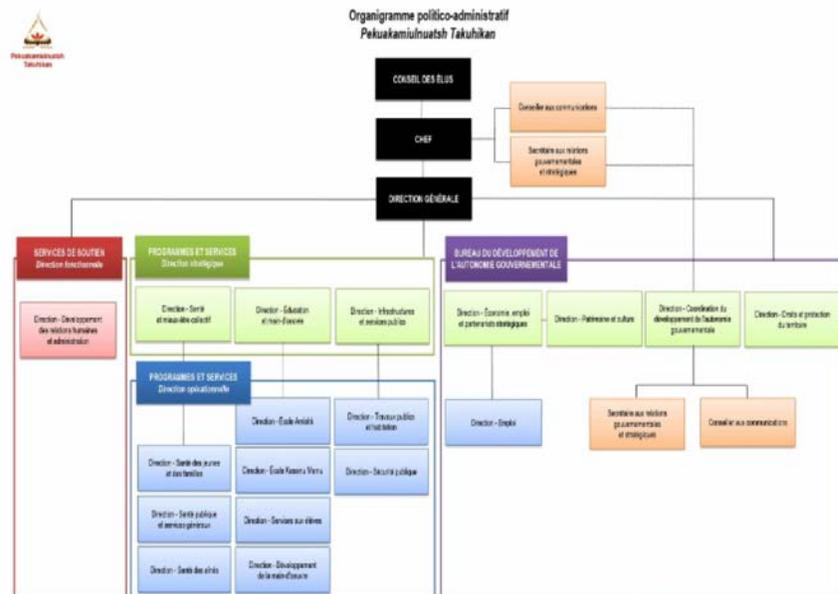 Organigramme politico-administratif
Pekuakamiulnuatsh Takuhikan
Pekuakamiulnuatsh
Takuhikan
CONSEIL DES ÉLUS
CHEF
Conseiller aux communications
Secrétaire aux relations
gouvernementales
et stratégiques
DIRECTION GÉNÉRALE
SERVICES DE SOUTIEN
Direction fonctionnelle
Direction - Développement
des relations humaines
et administration
PROGRAMMES ET SERVICES
Direction stratégique
Direction - Santé
et mieux-être collectif
Direction - Éducation
et main-d'oeuvre
Direction - Infrastructures
et services publics
PROGRAMMES ET SERVICES
Direction opérationnelle
Direction - Santé des jeunes
et des familles
Direction - Santé publique
et services généraux
Direction - Santé des aînés
Direction - École Amishk
Direction - École Kassinu Mamu
Direction - Services aux élèves
Direction - Développement
de la main-d'oeuvre
Direction - Travaux publics
et habitation
Direction - Sécurité publique
BUREAU DU DÉVELOPPEMENT DE
L'AUTONOMIE GOUVERNEMENTALE
Direction - Économie, emploi
et partenariats stratégiques
Direction - Patrimoine et culture
Direction - Coordination du
développement de l'autonomie
gouvernementale
Direction - Droits et protection
du territoire
Direction - Emploi
Secrétaire aux relations
gouvernementales
et stratégiques
Conseiller aux communications